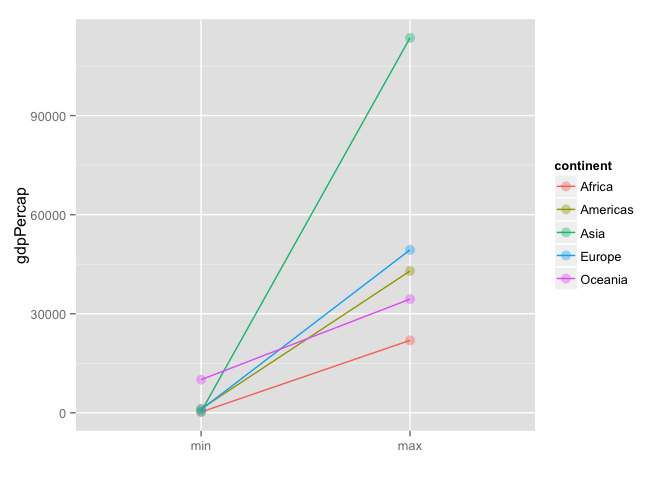 gdpPercap
90000
60000
30000
0
min
max
continent
Africa
Americas
Asia
Europe
Oceania